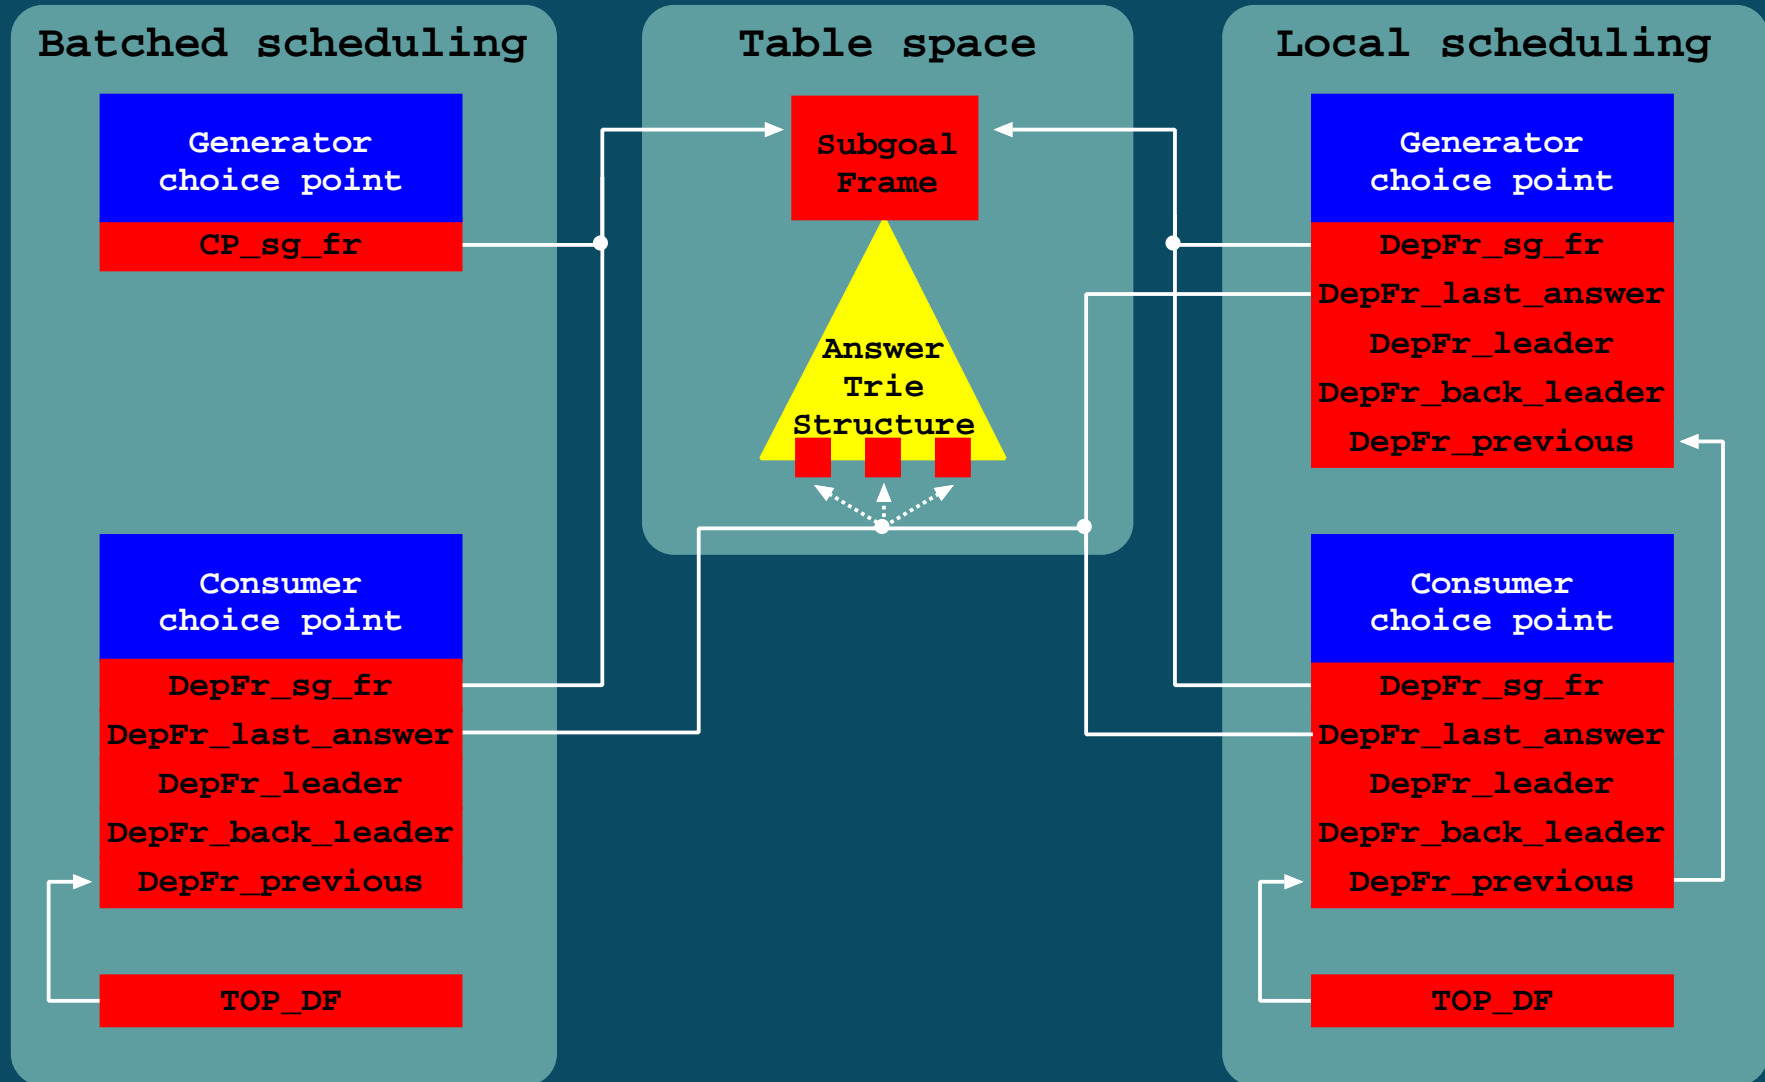 Batched scheduling
Generator
choice point
CP_sg_fr
Consumer
choice point
DepFr_sg_fr
DepFr_last_answer
DepFr_leader
DepFr_back_leader
DepFr_previous
TOP_DF
Table space
Subgoal
Frame
Answer
Trie
Structure
Local scheduling
Generator
choice point
DepFr_sg_fr
DepFr_last_answer
DepFr_leader
DepFr_back_leader
DepFr_previous
Consumer
choice point
DepFr_sg_fr
DepFr_last_answer
DepFr_leader
DepFr_back_leader
DepFr_previous
TOP_DF